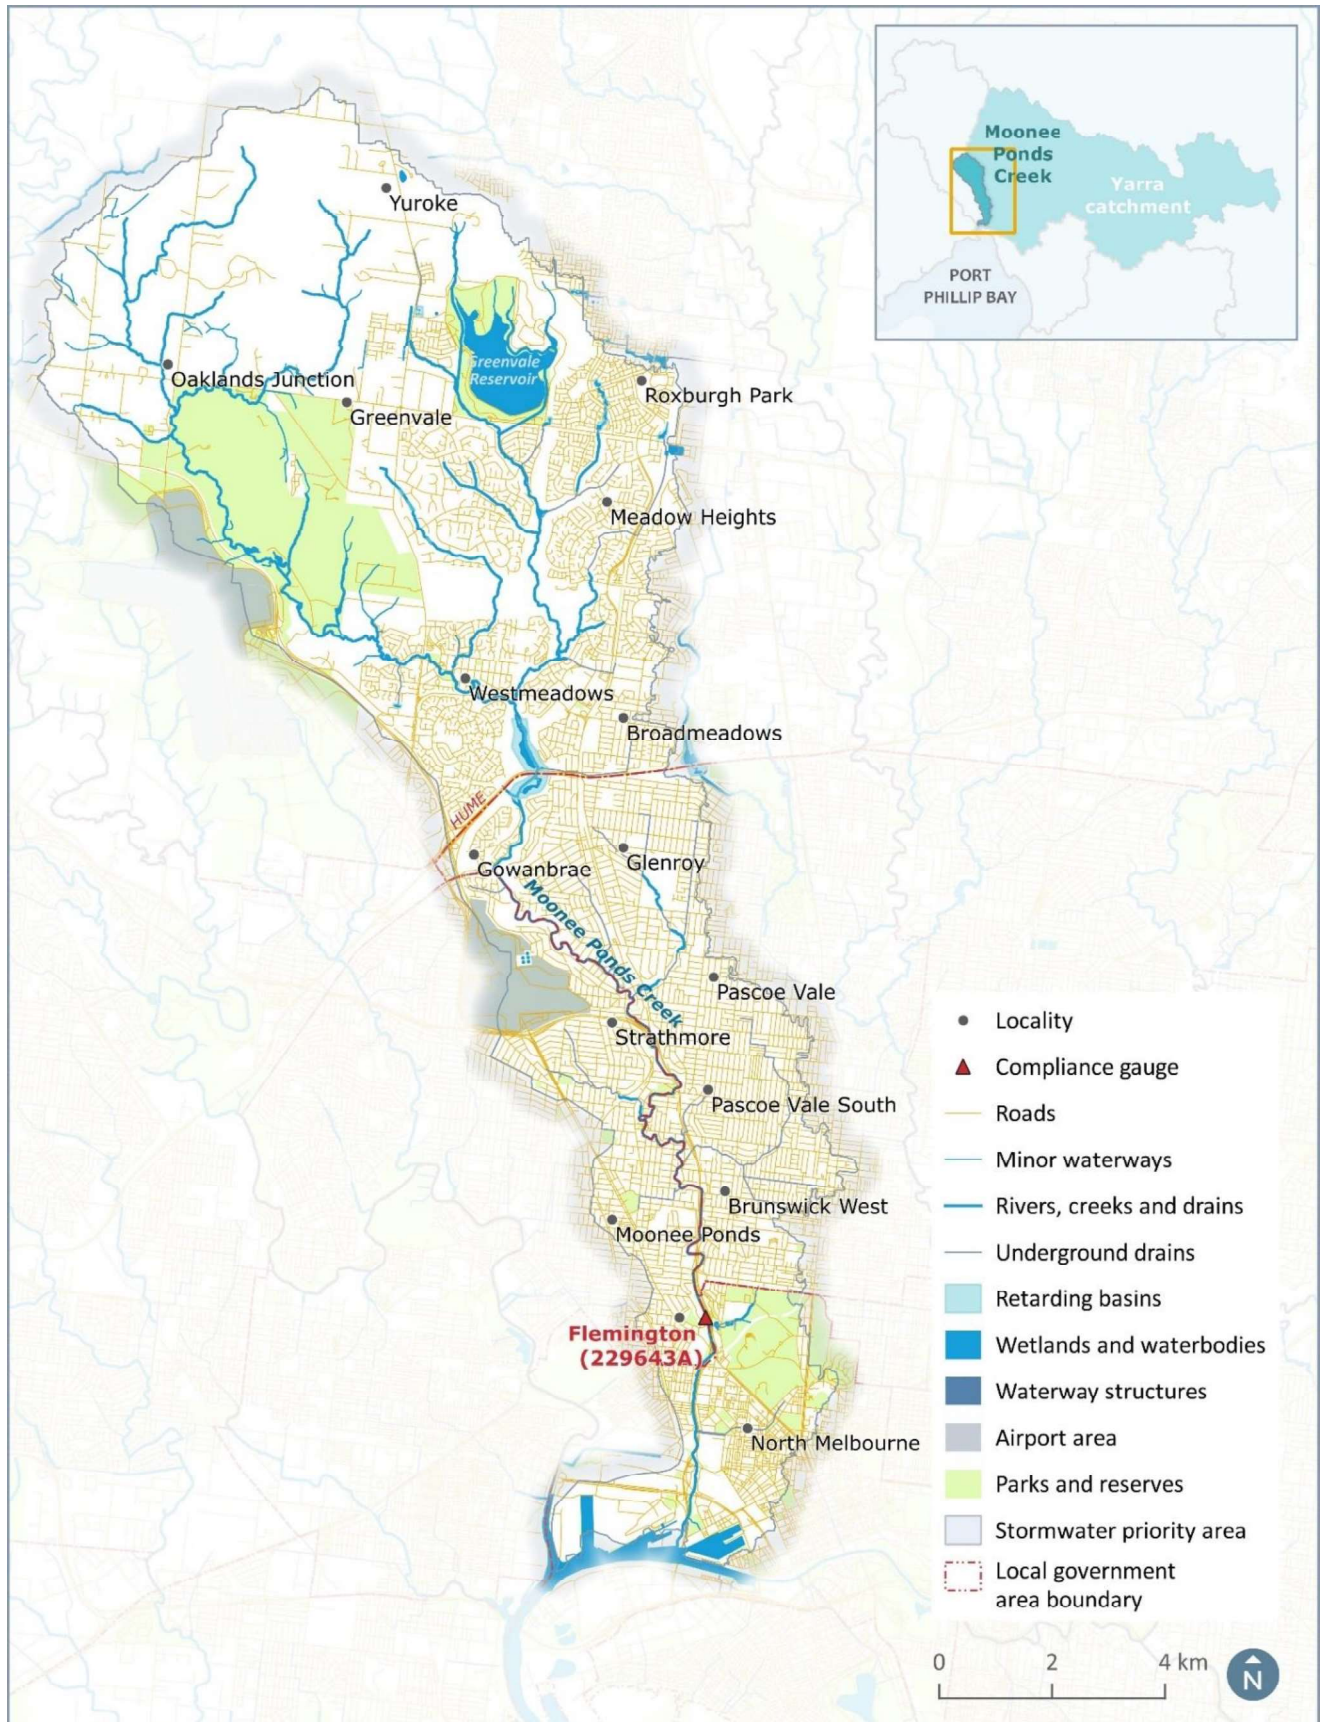 Moonee
Ponds
Creek
Yarra
catchment
PORT
PHILLIP BAY
Yuroke
Oaklands Junction
Greenvale
Reservoir
Roxburgh Park
Greenvale
Meadow Heights
Westmeadows
Broadmeadows
HUME
Gowanbrae
Glenroy
Moonee Ponds Creek
Pascoe Vale
Strathmore
Pascoe Vale South
Brunswick West
Moonee Ponds
Flemington
(229643A)
North Melbourne
Locality
Compliance gauge
Roads
Minor waterways
Rivers, creeks and drains
Underground drains
Retarding basins
Wetlands and waterbodies
Waterway structures
Airport area
Parks and reserves
Stormwater priority area
Local government
area boundary
0 2 4 km
N